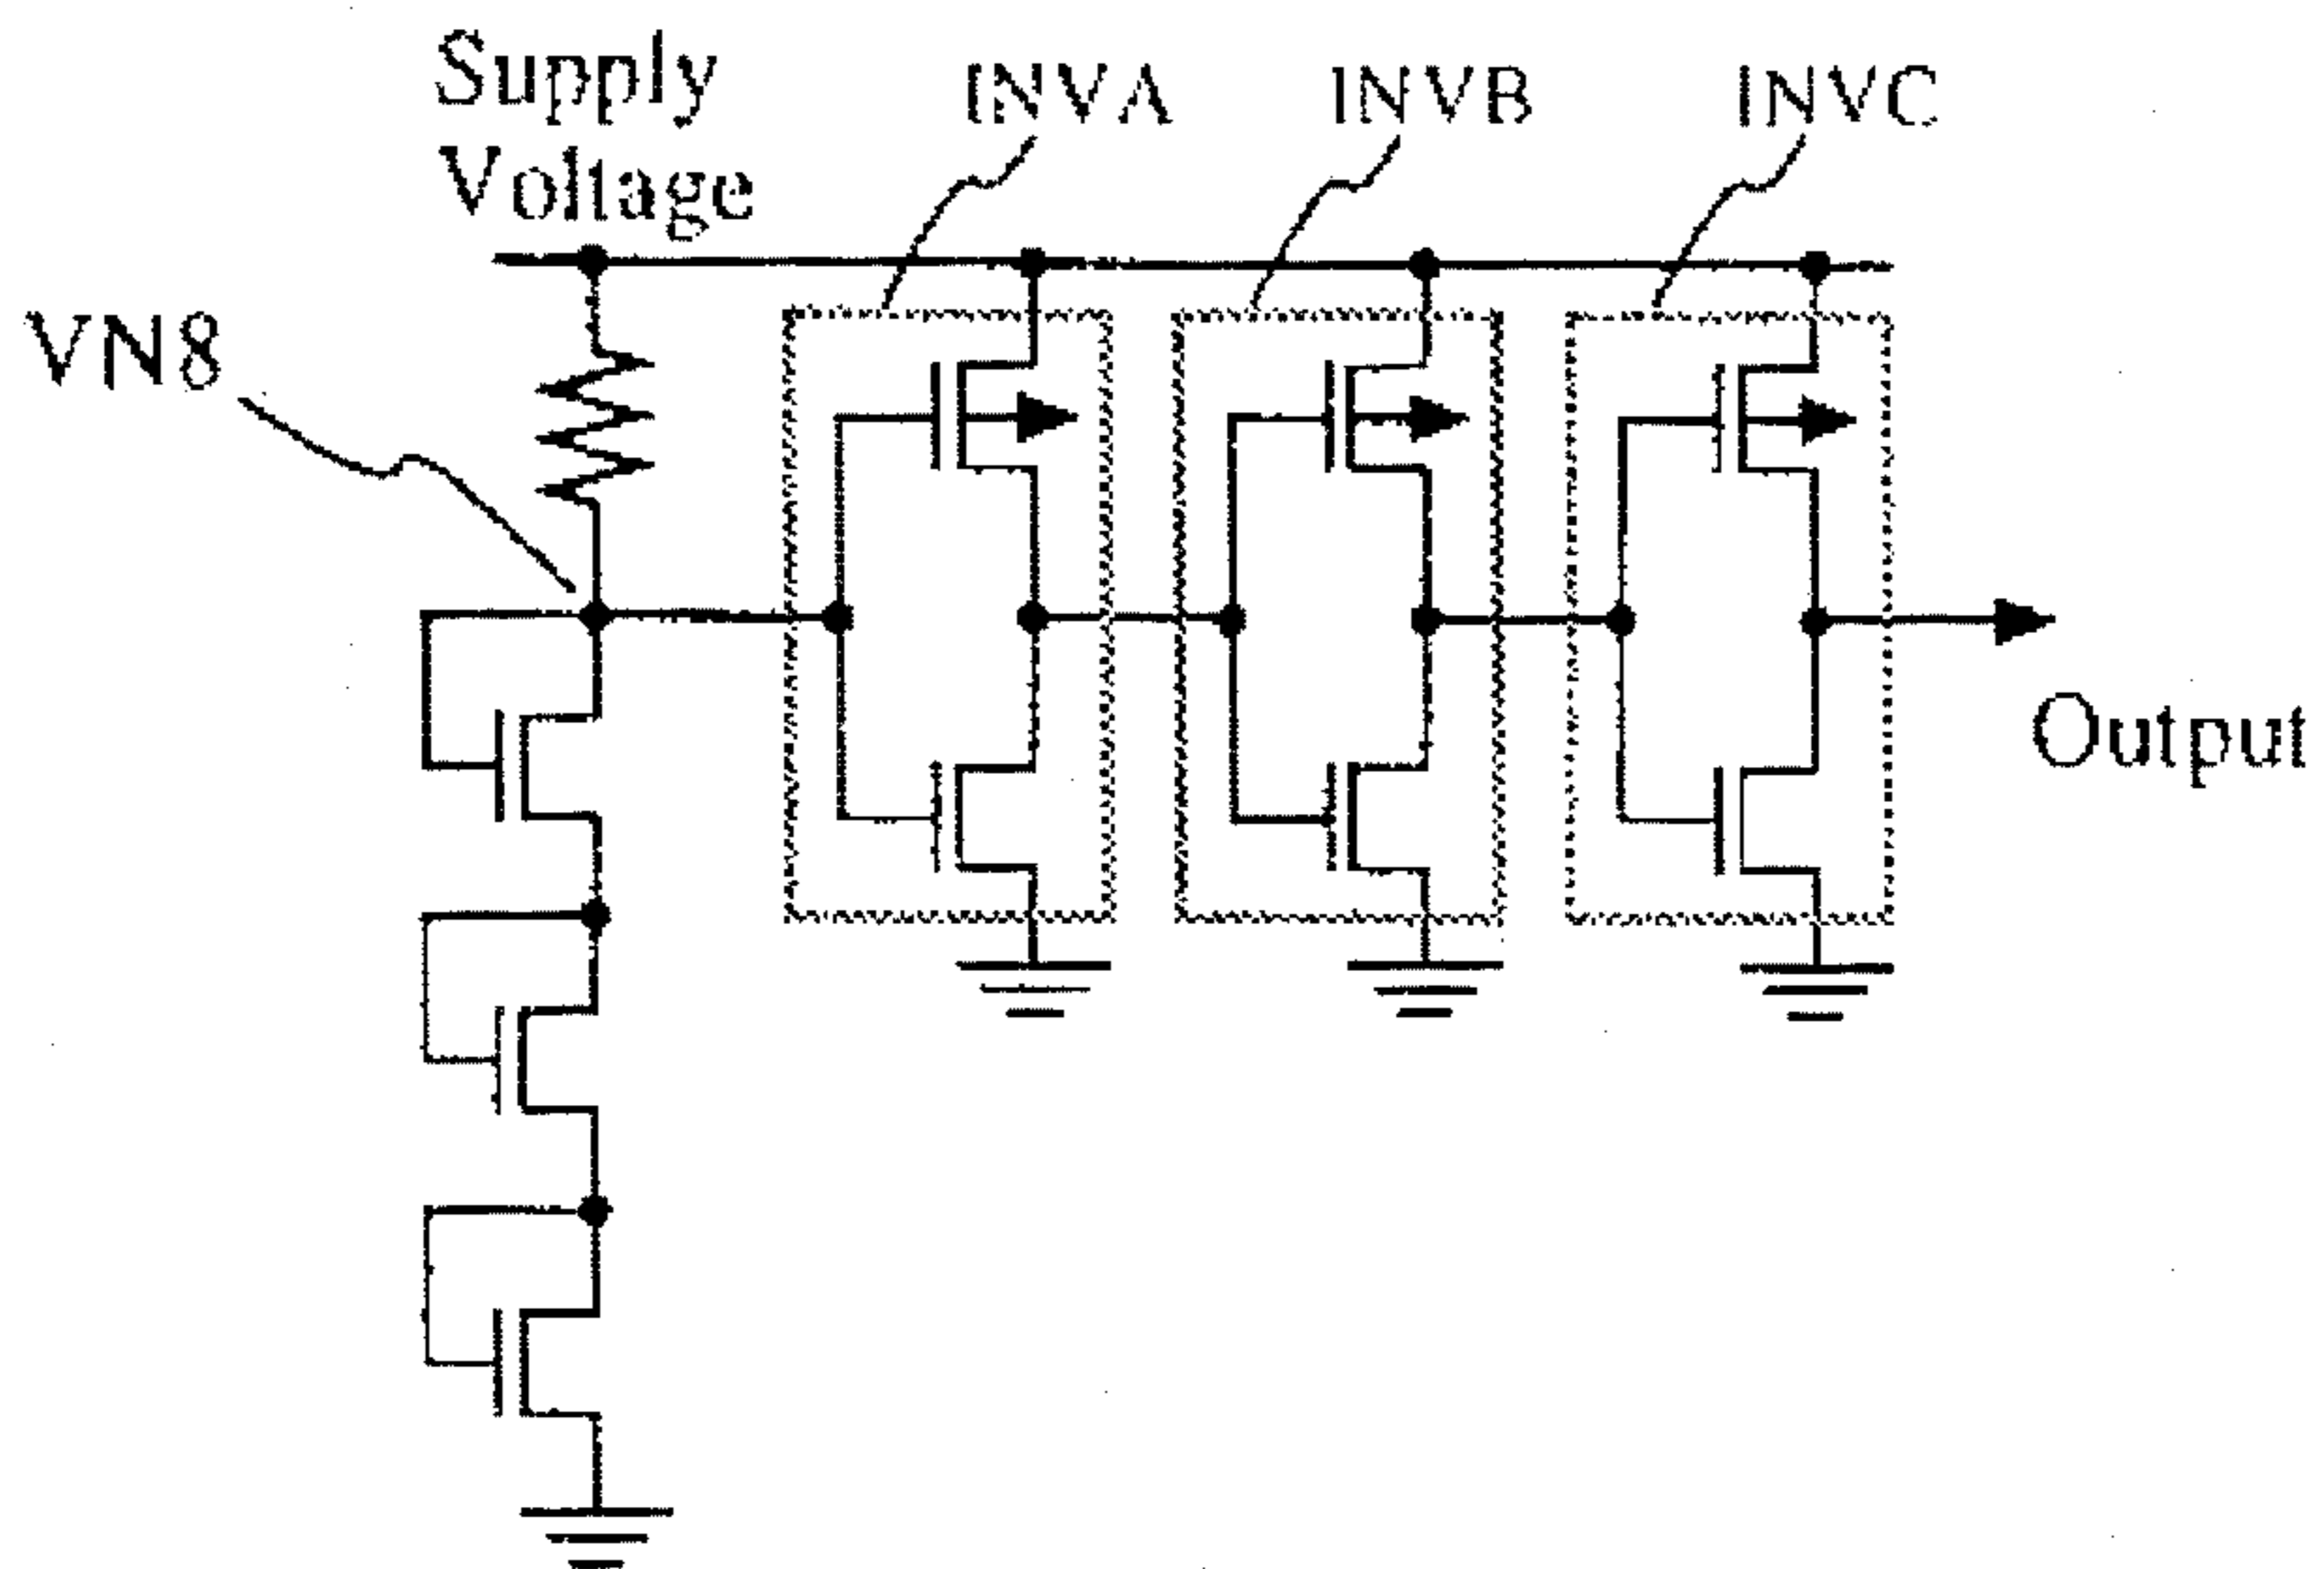 Supply
Voltage
INVA
INVB
INVC
VN8
Output